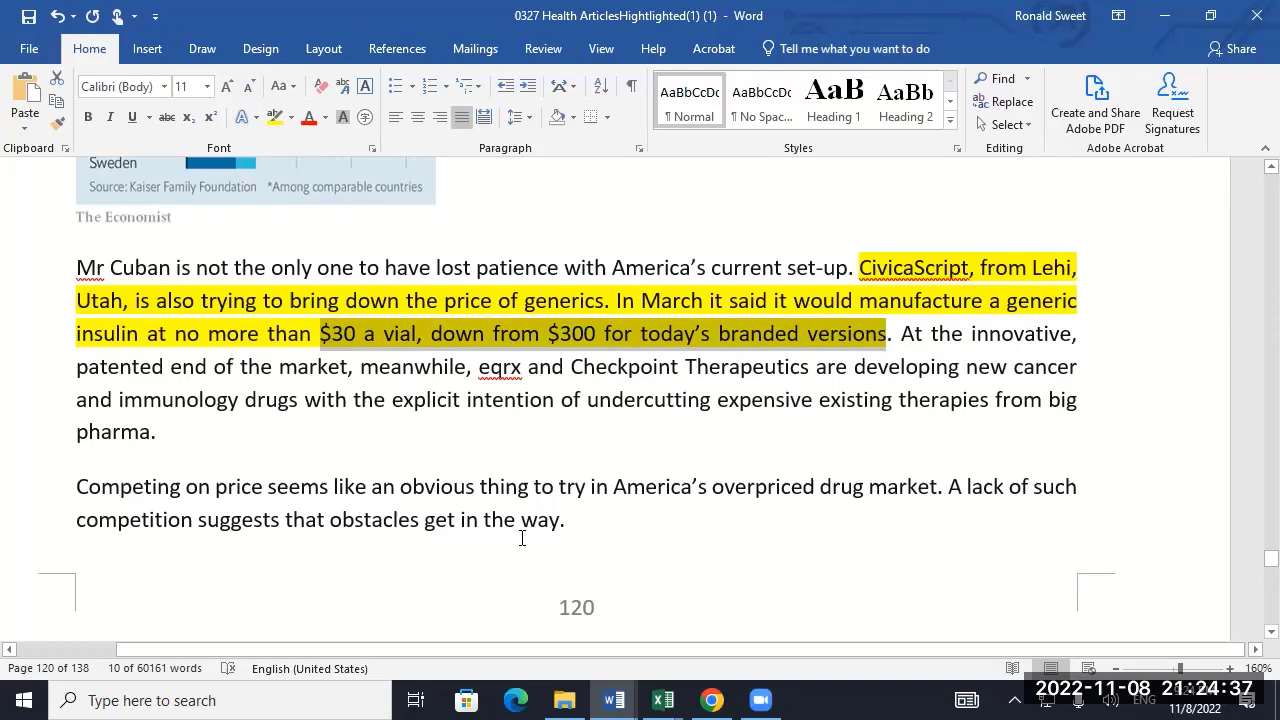 0327 Health ArticlesHightlighted(1) (1) - Word
Ronald Sweet
File Home Insert Draw Design Layout References Mailings Review View Help Acrobat Tell me what you want to do Share
Paste
Calibri (Body) 11
AaBbCcDc AaBbCcDc AaB AaBb
¶ Normal ¶ No Spac... Heading 1 Heading 2
Find
Replace
Select
Create and Share Adobe PDF
Request Signatures
Clipboard Font Paragraph Styles Editing Adobe Acrobat
Sweden
Source: Kaiser Family Foundation *Among comparable countries
The Economist
Mr Cuban is not the only one to have lost patience with America’s current set-up. CivicaScript, from Lehi,
Utah, is also trying to bring down the price of generics. In March it said it would manufacture a generic
insulin at no more than $30 a vial, down from $300 for today’s branded versions. At the innovative,
patented end of the market, meanwhile, eqrx and Checkpoint Therapeutics are developing new cancer
and immunology drugs with the explicit intention of undercutting expensive existing therapies from big
pharma.
Competing on price seems like an obvious thing to try in America’s overpriced drug market. A lack of such
competition suggests that obstacles get in the way.
120
Page 120 of 138 10 of 60161 words English (United States) 160%
Type here to search
2022-11-08 21:24:37
ENG
11/8/2022